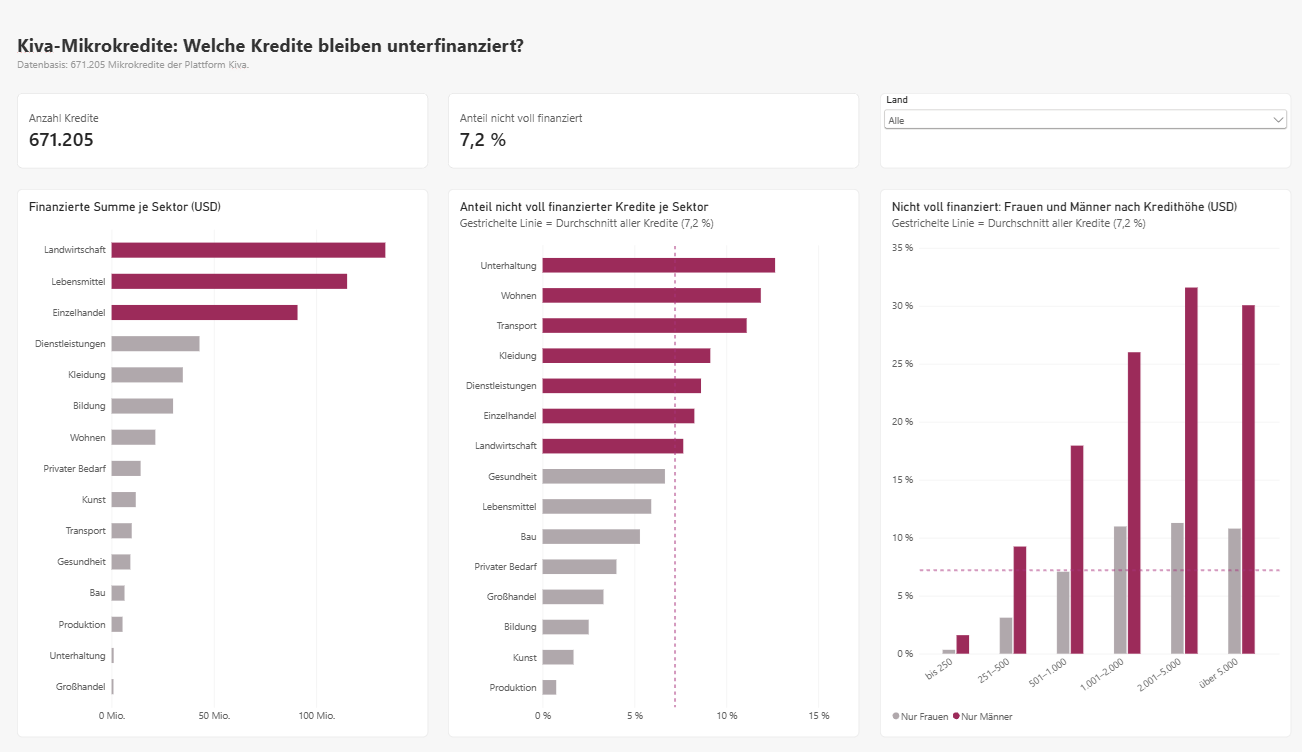 Kiva-Mikrokredite: Welche Kredite bleiben unterfinanziert?
Datenbasis: 671.205 Mikrokredite der Plattform Kiva.
Anzahl Kredite
671.205
Anteil nicht voll finanziert
7,2 %
Land
Alle
Finanzierte Summe je Sektor (USD)
Landwirtschaft
Lebensmittel
Einzelhandel
Dienstleistungen
Kleidung
Bildung
Wohnen
Privater Bedarf
Kunst
Transport
Gesundheit
Bau
Produktion
Unterhaltung
Großhandel
0 Mio.
50 Mio.
100 Mio.
Anteil nicht voll finanzierter Kredite je Sektor
Gestrichelte Linie = Durchschnitt aller Kredite (7,2 %)
Unterhaltung
Wohnen
Transport
Kleidung
Dienstleistungen
Einzelhandel
Landwirtschaft
Gesundheit
Lebensmittel
Bau
Privater Bedarf
Großhandel
Bildung
Kunst
Produktion
0 %
5 %
10 %
15 %
Nicht voll finanziert: Frauen und Männer nach Kredithöhe (USD)
Gestrichelte Linie = Durchschnitt aller Kredite (7,2 %)
35 %
30 %
25 %
20 %
15 %
10 %
5 %
0 %
bis 250
251–500
501–1.000
1.001–2.000
2.001–5.000
über 5.000
Nur Frauen
Nur Männer